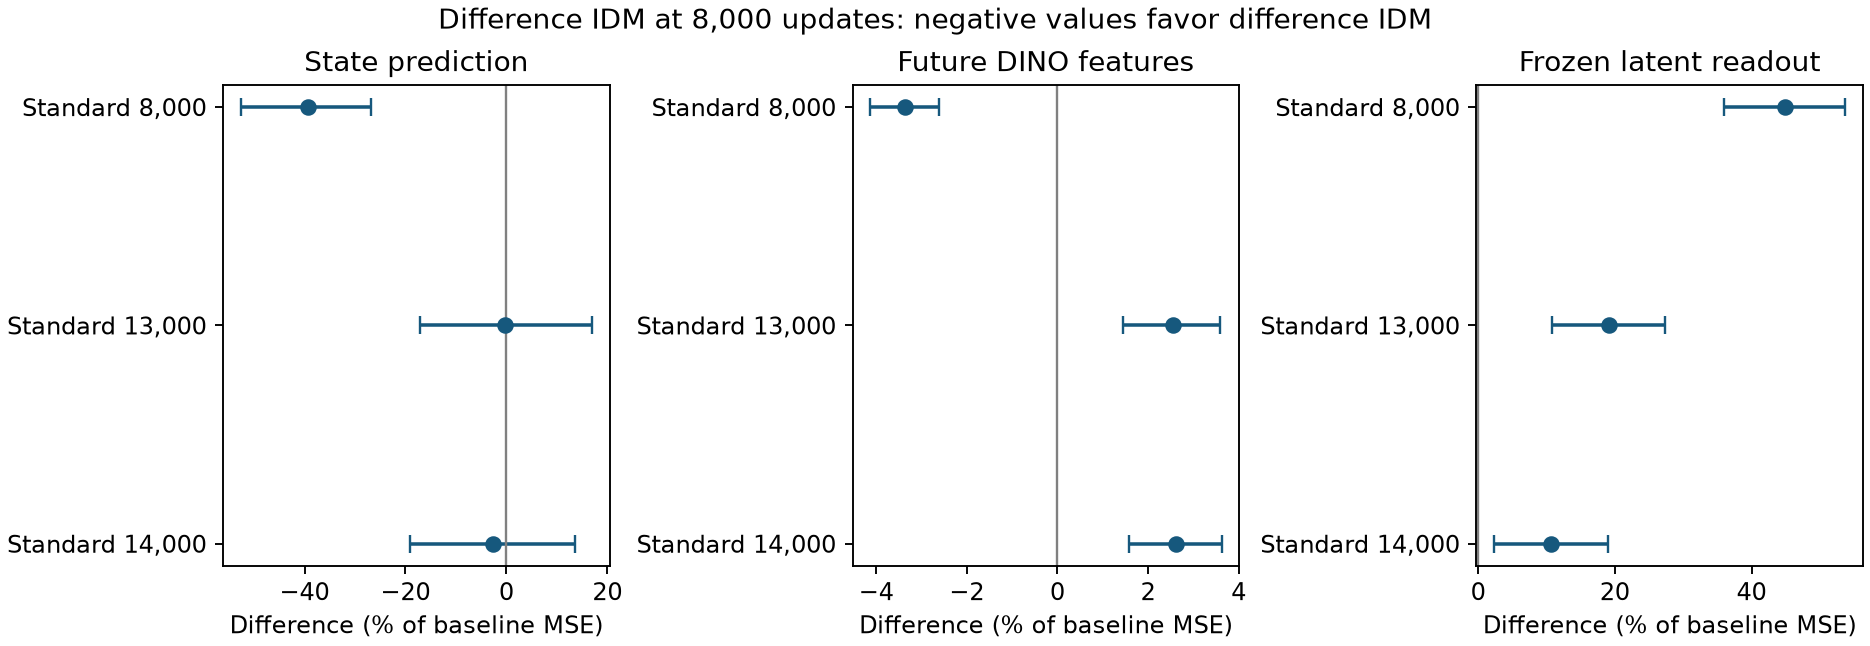 Difference IDM at 8,000 updates: negative values favor difference IDM
State prediction
Standard 8,000
Standard 13,000
Standard 14,000
−40 −20 0 20
Difference (% of baseline MSE)
Future DINO features
Standard 8,000
Standard 13,000
Standard 14,000
−4 −2 0 2 4
Difference (% of baseline MSE)
Frozen latent readout
Standard 8,000
Standard 13,000
Standard 14,000
0 20 40
Difference (% of baseline MSE)